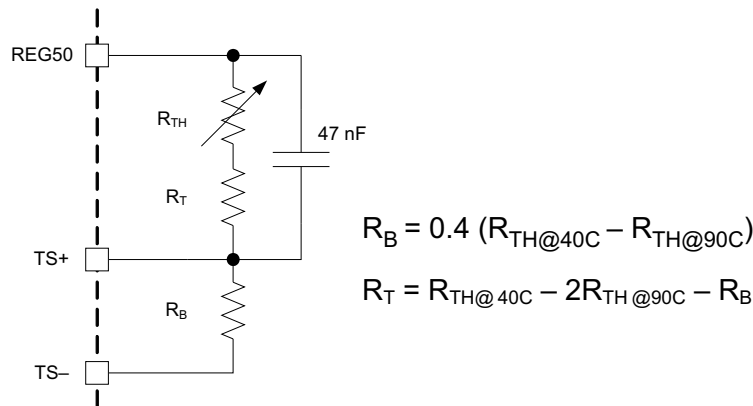 REG50
R_TH
47 nF
R_T
TS+
R_B
TS–
R_B = 0.4 (R_TH@40C – R_TH@90C)
R_T = R_TH@ 40C – 2R_TH @90C – R_B